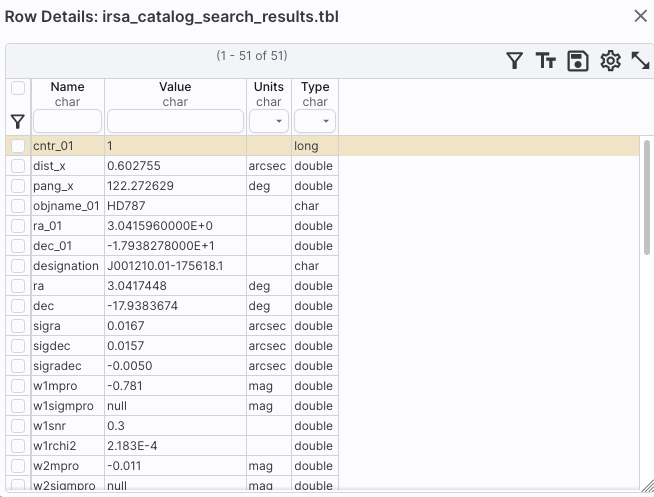 Row Details: irsa_catalog_search_results.tbl
(1 - 51 of 51)
Name Value Units Type
char char char char
cntr_01 1 long
dist_x 0.602755 arcsec double
pang_x 122.272629 deg double
objname_01 HD787 char
ra_01 3.0415960000E+0 double
dec_01 -1.7938278000E+1 double
designation J001210.01-175618.1 char
ra 3.0417448 deg double
dec -17.9383674 deg double
sigra 0.0167 arcsec double
sigdec 0.0157 arcsec double
sigradec -0.0050 arcsec double
w1mpro -0.781 mag double
w1sigmpro null mag double
w1snr 0.3 double
w1rchi2 2.183E-4 double
w2mpro -0.011 mag double
w2sigmpro null mag double